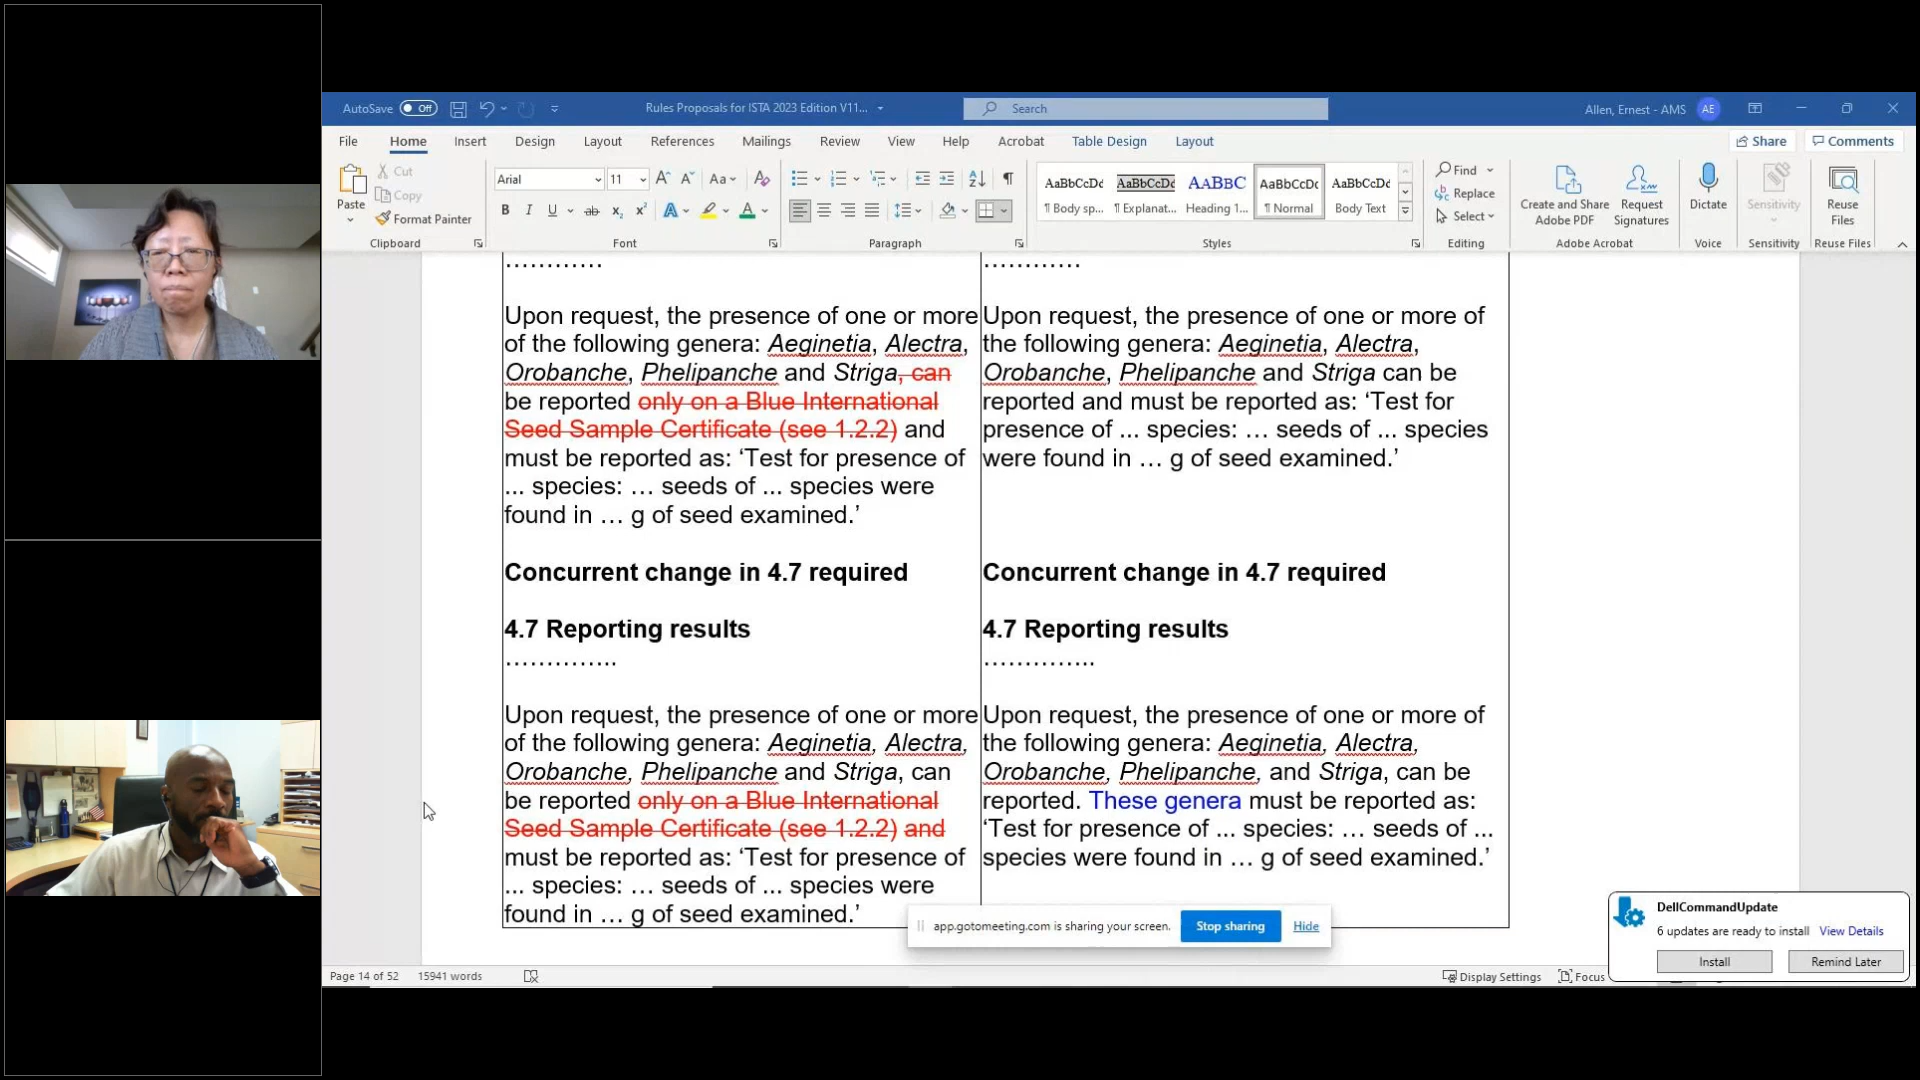 AutoSave Off
Rules Proposals for ISTA 2023 Edition V11...
Search
Allen, Ernest - AMS AE
File Home Insert Design Layout References Mailings Review View Help Acrobat Table Design Layout
Share Comments
Paste
Cut
Copy
Format Painter
Clipboard
Arial 11
Font
Paragraph
AaBbCcDc AaBbCcDc AABBC AaBbCcDc AaBbCcDc
¶ Body sp... ¶ Explanat... Heading 1... ¶ Normal Body Text
Styles
Find
Replace
Select
Editing
Create and Share Adobe PDF
Request Signatures
Adobe Acrobat
Dictate
Voice
Sensitivity
Sensitivity
Reuse Files
Reuse Files
…………
Upon request, the presence of one or more
of the following genera: Aeginetia, Alectra,
Orobanche, Phelipanche and Striga, can
be reported only on a Blue International
Seed Sample Certificate (see 1.2.2) and
must be reported as: ‘Test for presence of
... species: … seeds of ... species were
found in … g of seed examined.’
Concurrent change in 4.7 required
4.7 Reporting results
…………..
Upon request, the presence of one or more
of the following genera: Aeginetia, Alectra,
Orobanche, Phelipanche and Striga, can
be reported only on a Blue International
Seed Sample Certificate (see 1.2.2) and
must be reported as: ‘Test for presence of
... species: … seeds of ... species were
found in … g of seed examined.’
…………
Upon request, the presence of one or more of
the following genera: Aeginetia, Alectra,
Orobanche, Phelipanche and Striga can be
reported and must be reported as: ‘Test for
presence of ... species: … seeds of ... species
were found in … g of seed examined.’
Concurrent change in 4.7 required
4.7 Reporting results
…………..
Upon request, the presence of one or more of
the following genera: Aeginetia, Alectra,
Orobanche, Phelipanche, and Striga, can be
reported. These genera must be reported as:
‘Test for presence of ... species: … seeds of ...
species were found in … g of seed examined.’
app.gotomeeting.com is sharing your screen. Stop sharing Hide
DellCommandUpdate
6 updates are ready to install View Details
Install Remind Later
Page 14 of 52 15941 words
Display Settings Focus